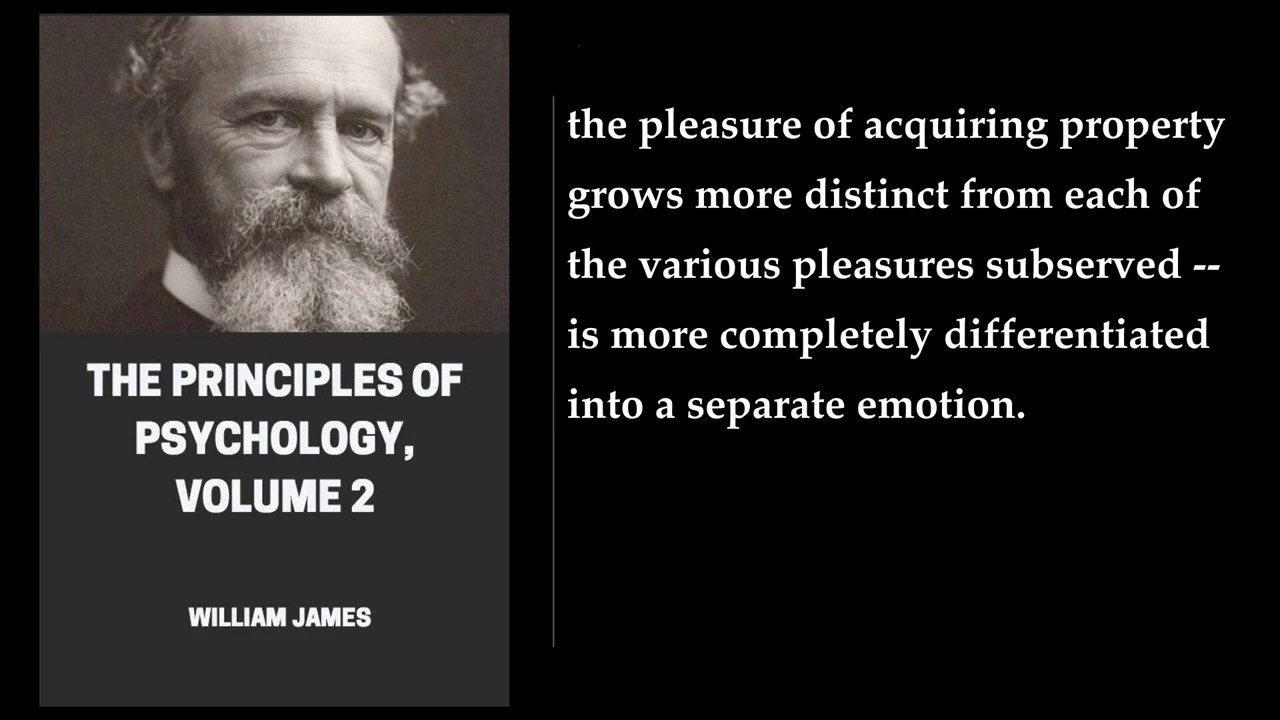 THE PRINCIPLES OF
PSYCHOLOGY,
VOLUME 2
WILLIAM JAMES
the pleasure of acquiring property
grows more distinct from each of
the various pleasures subserved --
is more completely differentiated
into a separate emotion.